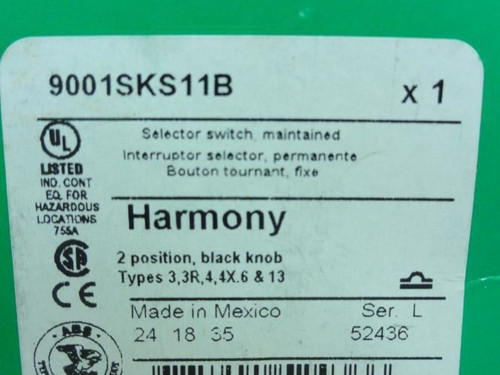 9001SKS11B
x 1
UL
LISTED
IND. CONT
EQ. FOR
HAZARDOUS
LOCATIONS
755A
Selector switch, maintained
Interruptor selector, permanente
Bouton tournant, fixe
Harmony
2 position, black knob
Types 3,3R,4,4X.6 & 13
CE
Made in Mexico
Ser. L
24 18 35
52436
ABS